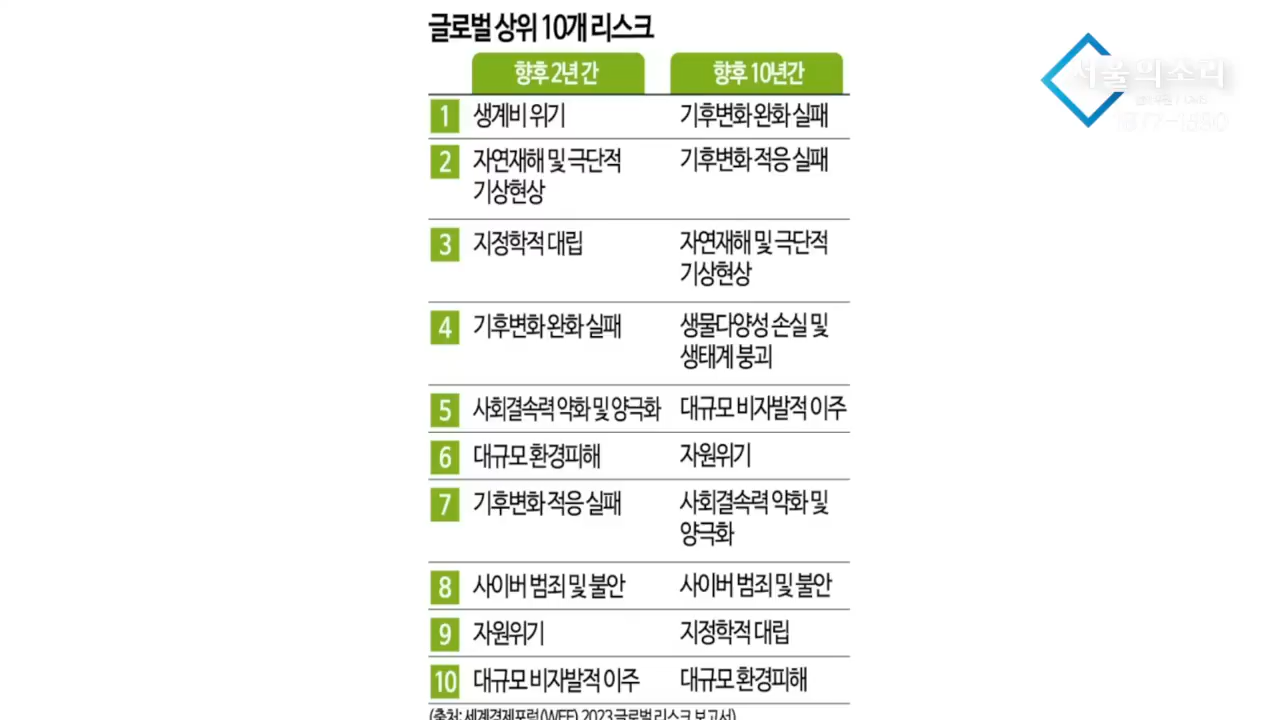 글로벌 상위 10개 리스크
향후 2년 간 향후 10년간
1 생계비 위기 기후변화 완화 실패
2 자연재해 및 극단적 기후변화 적응 실패
기상현상
3 지정학적 대립 자연재해 및 극단적
기상현상
4 기후변화 완화 실패 생물다양성 손실 및
생태계 붕괴
5 사회결속력 약화 및 양극화 대규모 비자발적 이주
6 대규모 환경피해 자원위기
7 기후변화 적응 실패 사회결속력 약화 및
양극화
8 사이버 범죄 및 불안 사이버 범죄 및 불안
9 자원위기 지정학적 대립
10 대규모 비자발적 이주 대규모 환경피해
(출처: 세계경제포럼(WEF) 2023 글로벌 리스크 보고서)
서울의소리